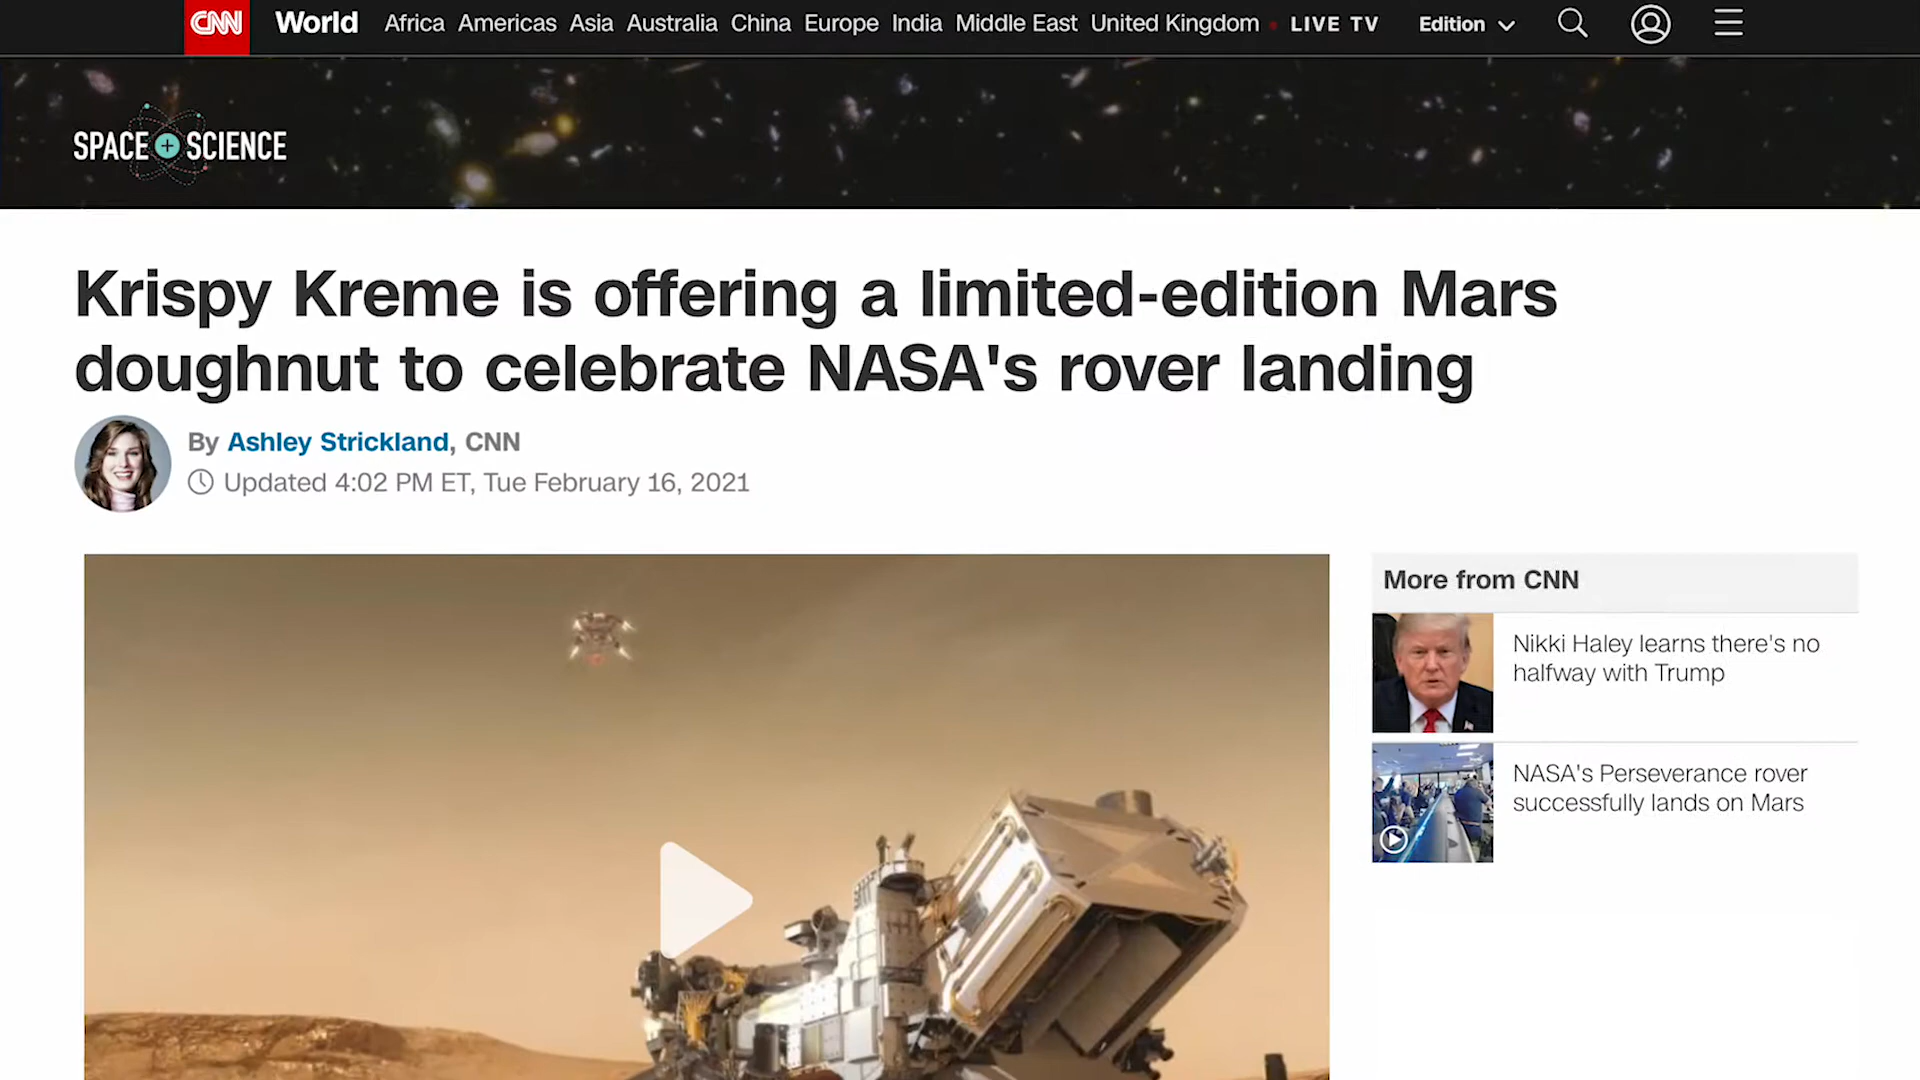 CNN World Africa Americas Asia Australia China Europe India Middle East United Kingdom LIVE TV Edition
SPACE + SCIENCE
Krispy Kreme is offering a limited-edition Mars
doughnut to celebrate NASA's rover landing
By Ashley Strickland, CNN
Updated 4:02 PM ET, Tue February 16, 2021
More from CNN
Nikki Haley learns there's no
halfway with Trump
NASA's Perseverance rover
successfully lands on Mars